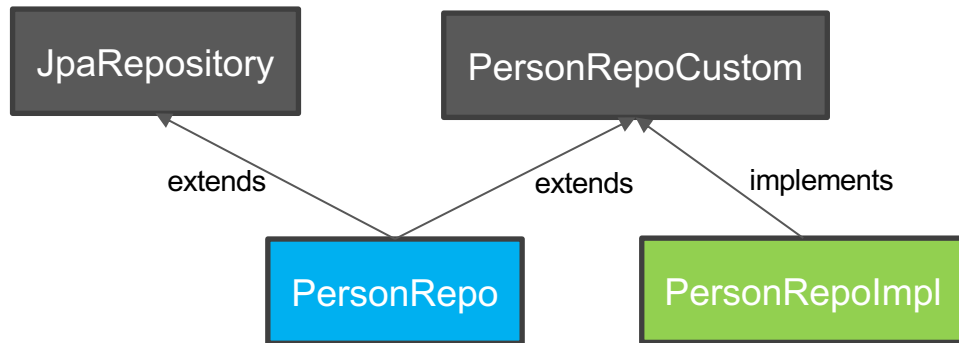 JpaRepository
PersonRepoCustom
extends
extends
implements
PersonRepo
PersonRepoImpl